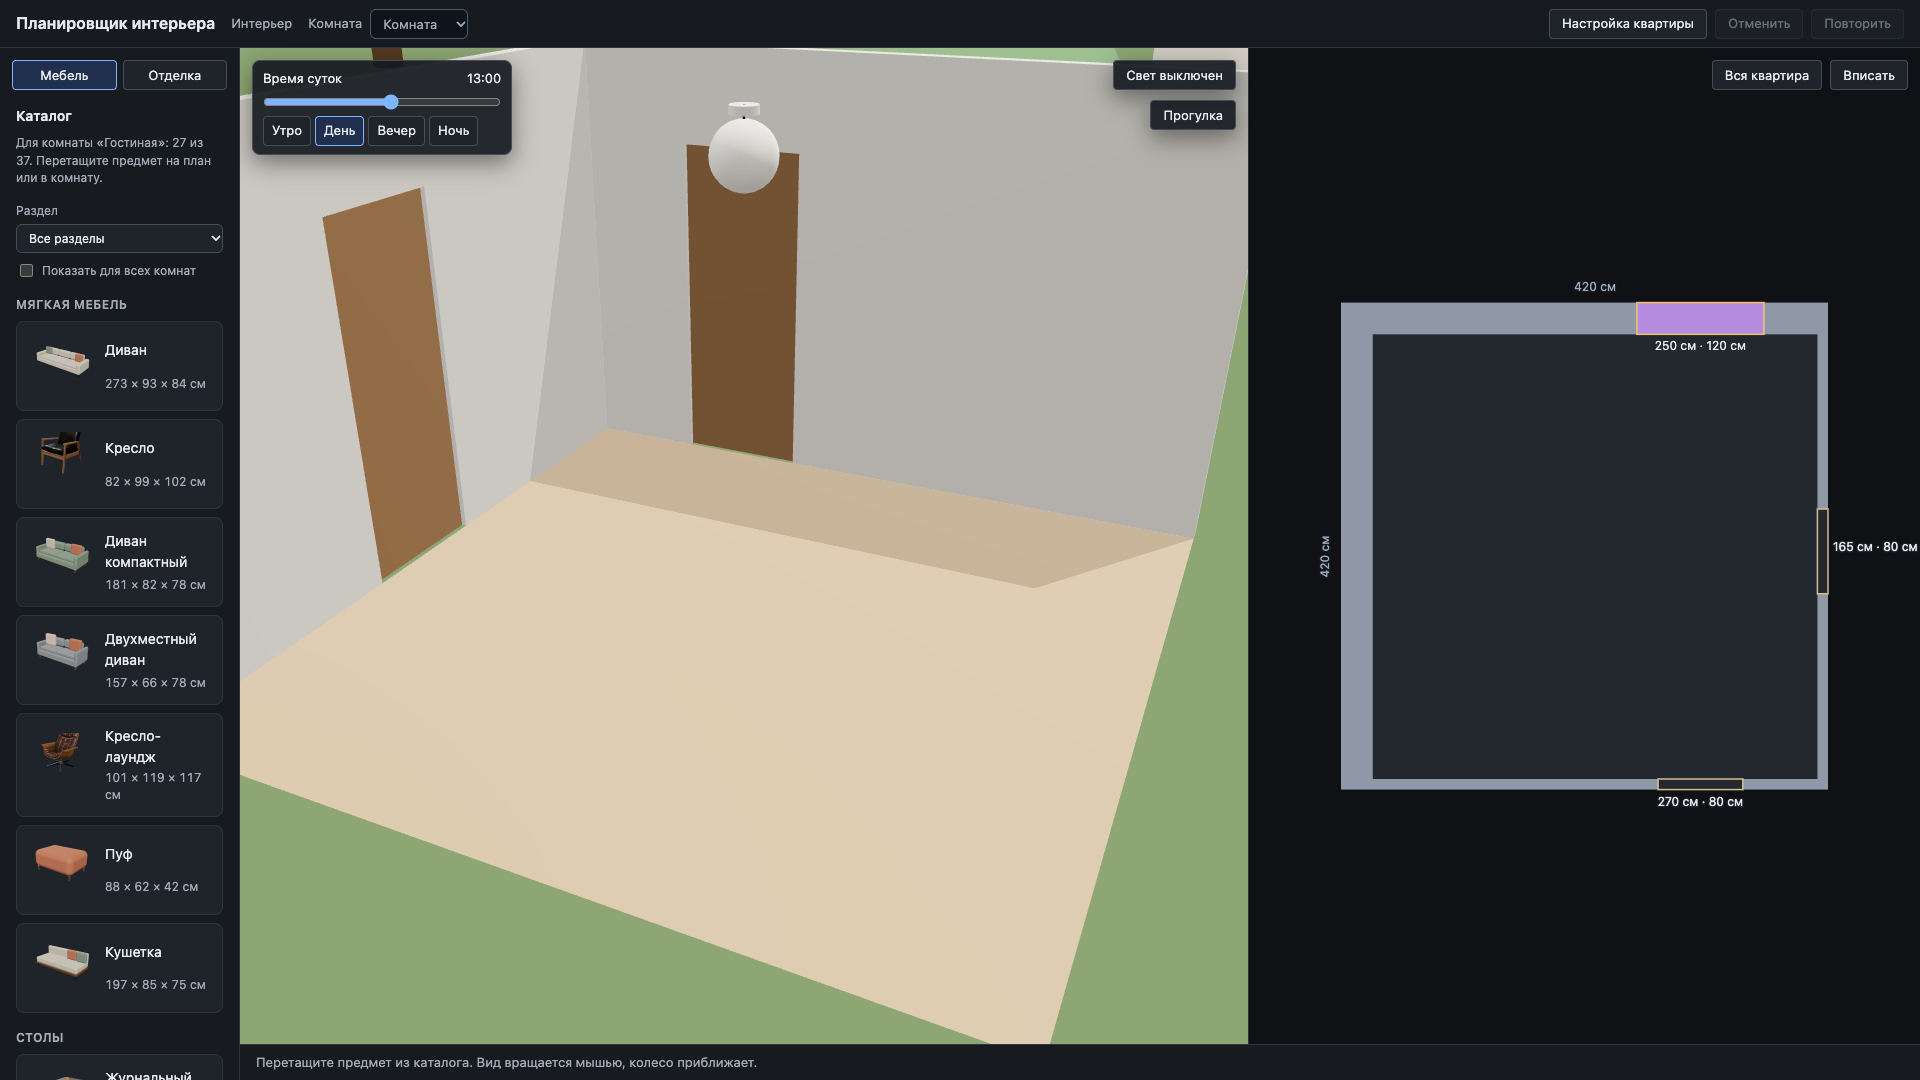 Планировщик интерьера
Интерьер
Комната
Комната
Настройка квартиры
Отменить
Повторить
Мебель
Отделка
Каталог
Для комнаты «Гостиная»: 27 из
37. Перетащите предмет на план
или в комнату.
Раздел
Все разделы
Показать для всех комнат
МЯГКАЯ МЕБЕЛЬ
Диван
273 × 93 × 84 см
Кресло
82 × 99 × 102 см
Диван
компактный
181 × 82 × 78 см
Двухместный
диван
157 × 66 × 78 см
Кресло-
лаундж
101 × 119 × 117
см
Пуф
88 × 62 × 42 см
Кушетка
197 × 85 × 75 см
СТОЛЫ
Журнальный
Время суток
13:00
Утро
День
Вечер
Ночь
Свет выключен
Прогулка
Вся квартира
Вписать
420 см
250 см · 120 см
420 см
165 см · 80 см
270 см · 80 см
Перетащите предмет из каталога. Вид вращается мышью, колесо приближает.